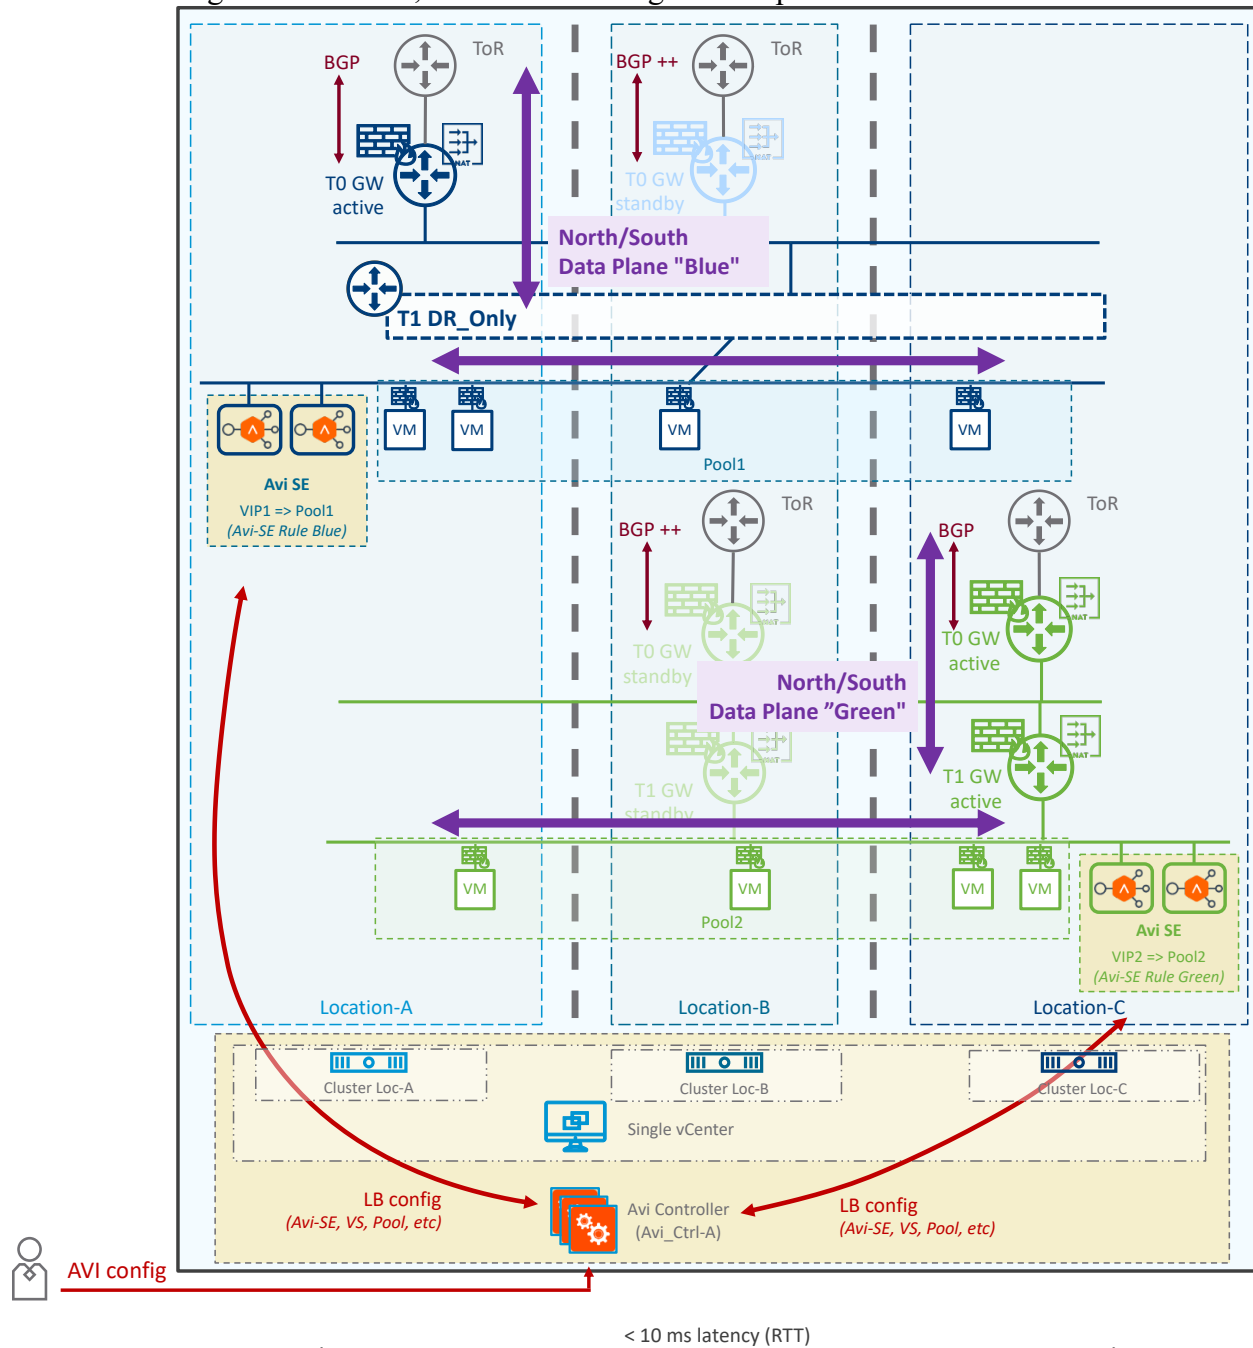 ToR
BGP
T0 GW
active
NAT
ToR
BGP ++
T0 GW
standby
NAT
North/South
Data Plane "Blue"
T1 DR_Only
VM
VM
VM
VM
Pool1
Avi SE
VIP1 => Pool1
(Avi-SE Rule Blue)
ToR
BGP ++
ToR
BGP
T0 GW
standby
T0 GW
active
NAT
North/South
Data Plane ”Green"
T1 GW
standby
T1 GW
active
NAT
VM
VM
VM
VM
Pool2
Avi SE
VIP2 => Pool2
(Avi-SE Rule Green)
Location-A
Location-B
Location-C
Cluster Loc-A
Cluster Loc-B
Cluster Loc-C
Single vCenter
LB config
(Avi-SE, VS, Pool, etc)
Avi Controller
(Avi_Ctrl-A)
LB config
(Avi-SE, VS, Pool, etc)
AVI config
< 10 ms latency (RTT)